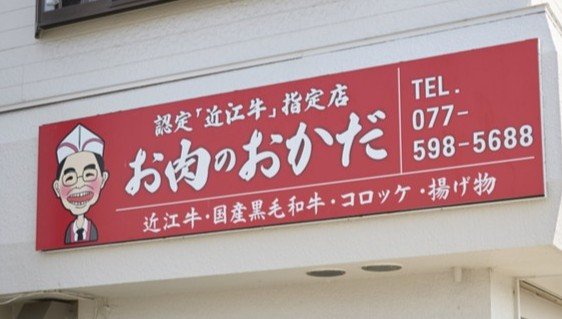 認定「近江牛」指定店
お肉のおかだ
近江牛・国産黒毛和牛・コロッケ・揚げ物
TEL.
077-
598-5688